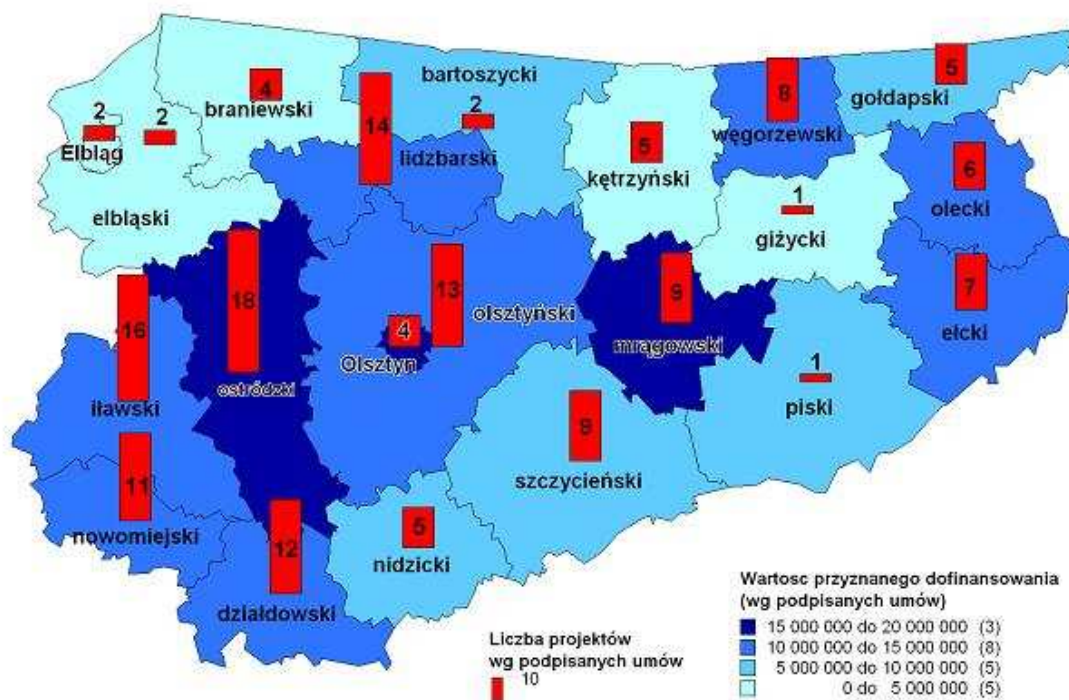 bartoszycki
5
4
2
8
gołdapski
braniewski
2
2
14
węgorzewski
Elbląg
lidzbarski
5
6
kętrzyński
1
olecki
elbląski
giżycki
18
13
9
7
16
olsztyński
4
ełcki
mrągowski
Olsztyn
ostródzki
1
iławski
piski
9
szczycieński
11
nowomiejski
5
12
nidzicki
działdowski
Wartosc przyznanego dofinansowania
(wg podpisanych umów)
15 000 000 do 20 000 000 (3)
10 000 000 do 15 000 000 (8)
5 000 000 do 10 000 000 (5)
0 do 5 000 000 (5)
Liczba projektów
wg podpisanych umów
10